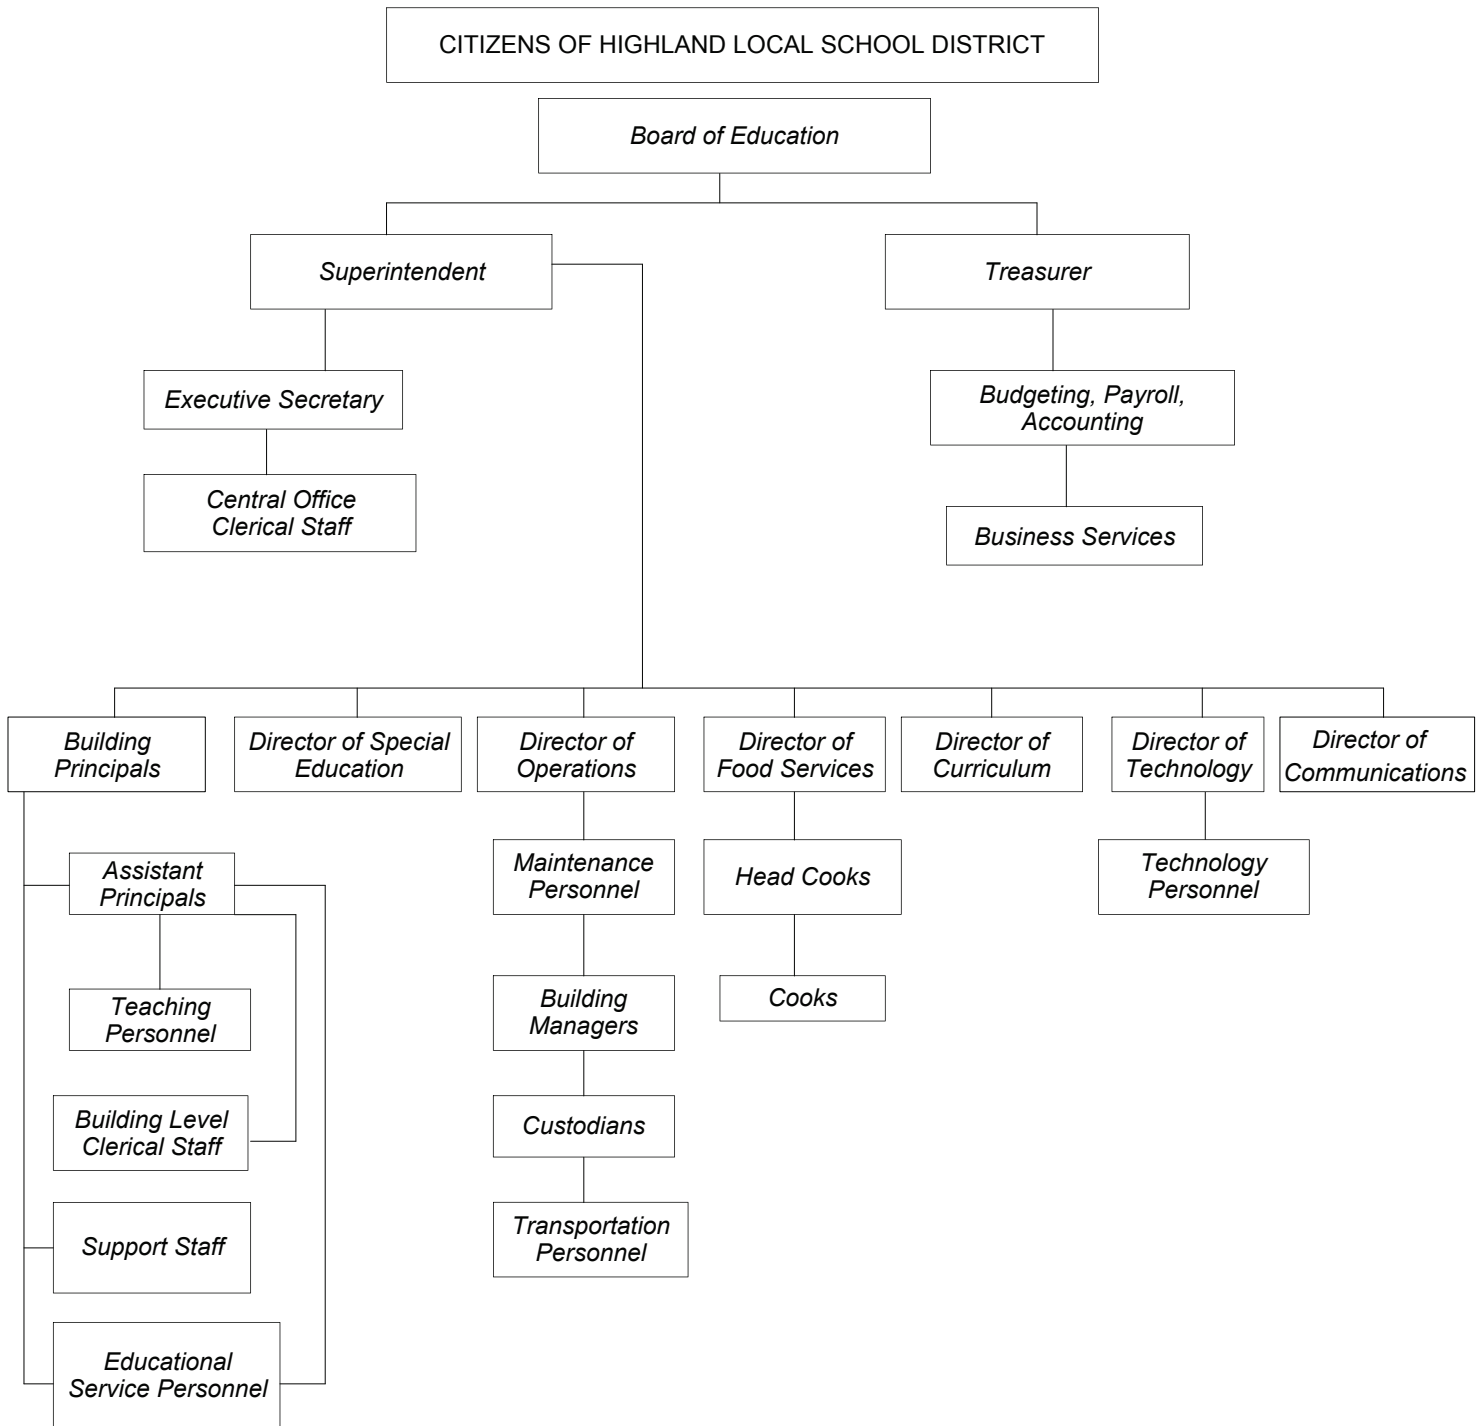 CITIZENS OF HIGHLAND LOCAL SCHOOL DISTRICT
Board of Education
Superintendent
Treasurer
Executive Secretary
Budgeting, Payroll,
Accounting
Central Office
Clerical Staff
Business Services
Building
Principals
Director of Special
Education
Director of
Operations
Director of
Food Services
Director of
Curriculum
Director of
Technology
Director of
Communications
Assistant
Principals
Maintenance
Personnel
Head Cooks
Technology
Personnel
Teaching
Personnel
Building
Managers
Cooks
Building Level
Clerical Staff
Custodians
Support Staff
Transportation
Personnel
Educational
Service Personnel